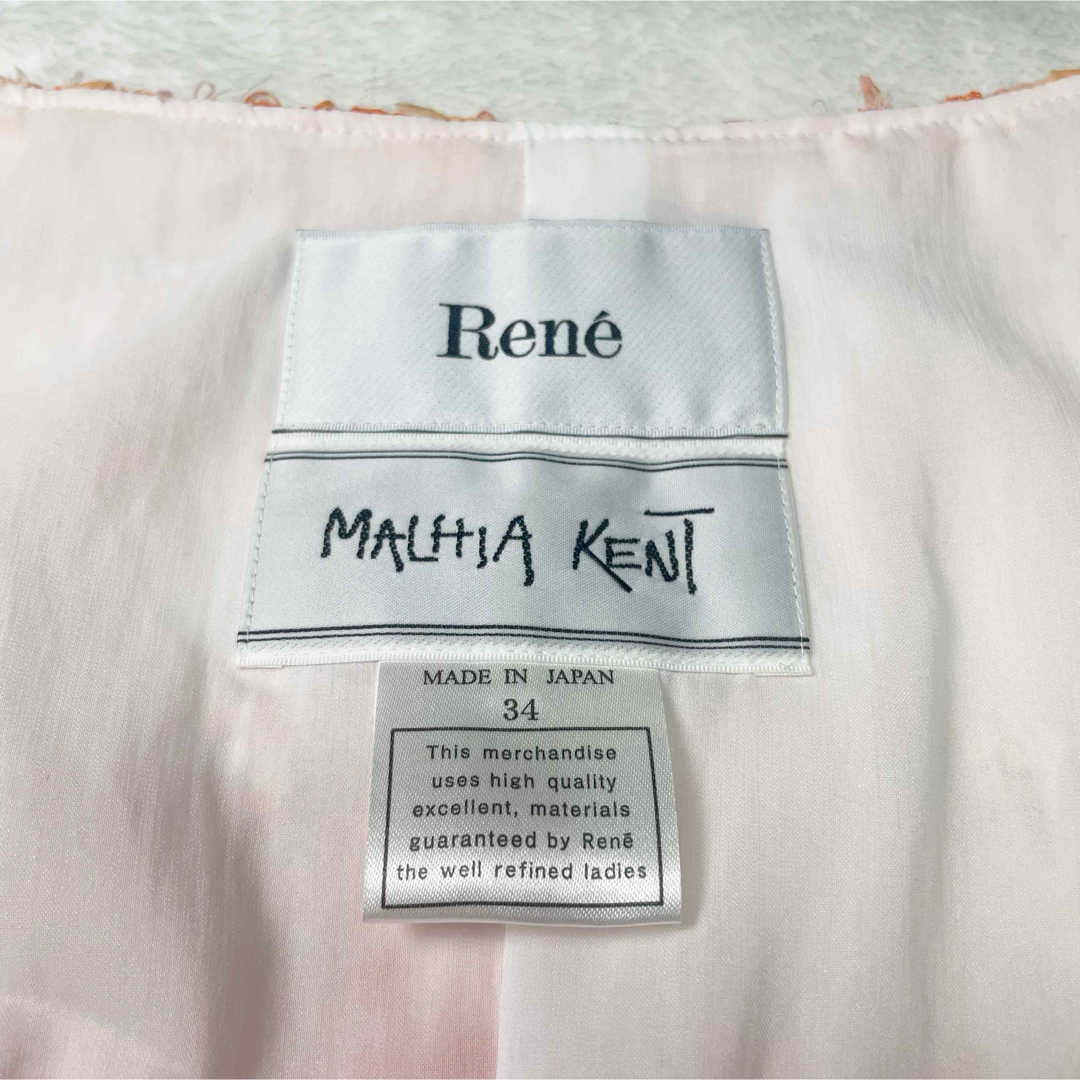 René
MALHIA KENT
MADE IN JAPAN
34
This merchandise
uses high quality
excellent, materials
guaranteed by René
the well refined ladies